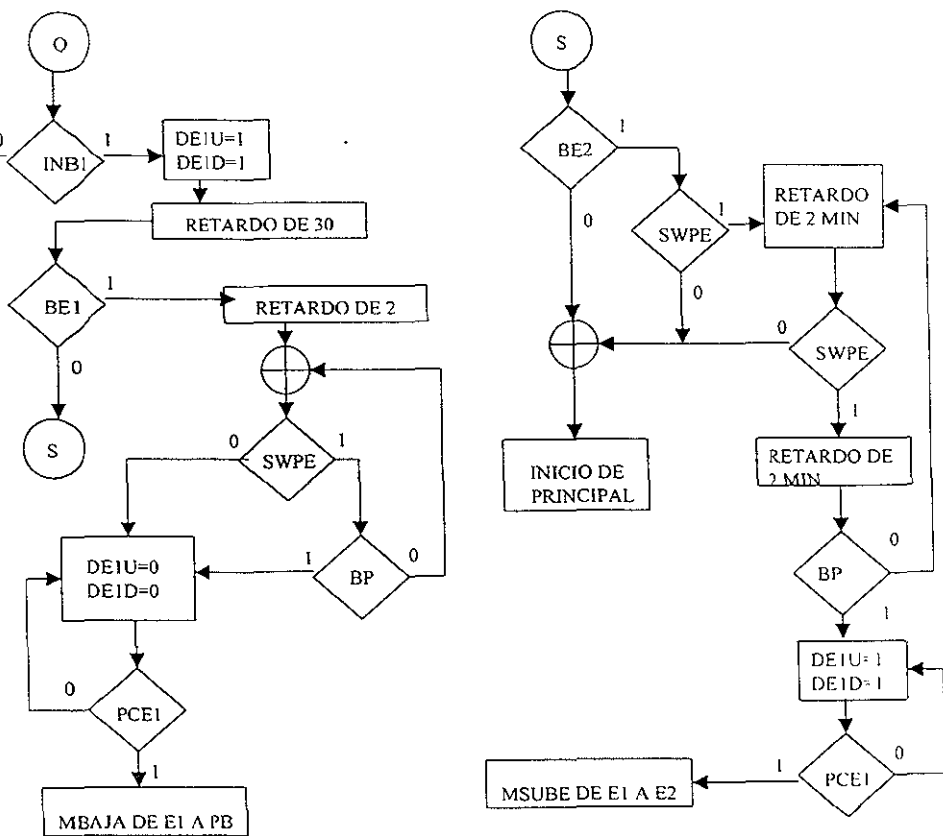 Q
0
INB1
1
DE1U=1
DE1D=1
RETARDO DE 30
BE1
1
RETARDO DE 2
0
S
0
SWPE
1
DE1U=0
DE1D=0
1
BP
0
0
PCE1
1
MBAJA DE E1 A PB
S
BE2
1
0
SWPE
1
RETARDO
DE 2 MIN
0
0
SWPE
1
INICIO DE
PRINCIPAL
RETARDO DE
2 MIN
BP
0
1
DE1U=1
DE1D=1
MSUBE DE E1 A E2
1
PCE1
0